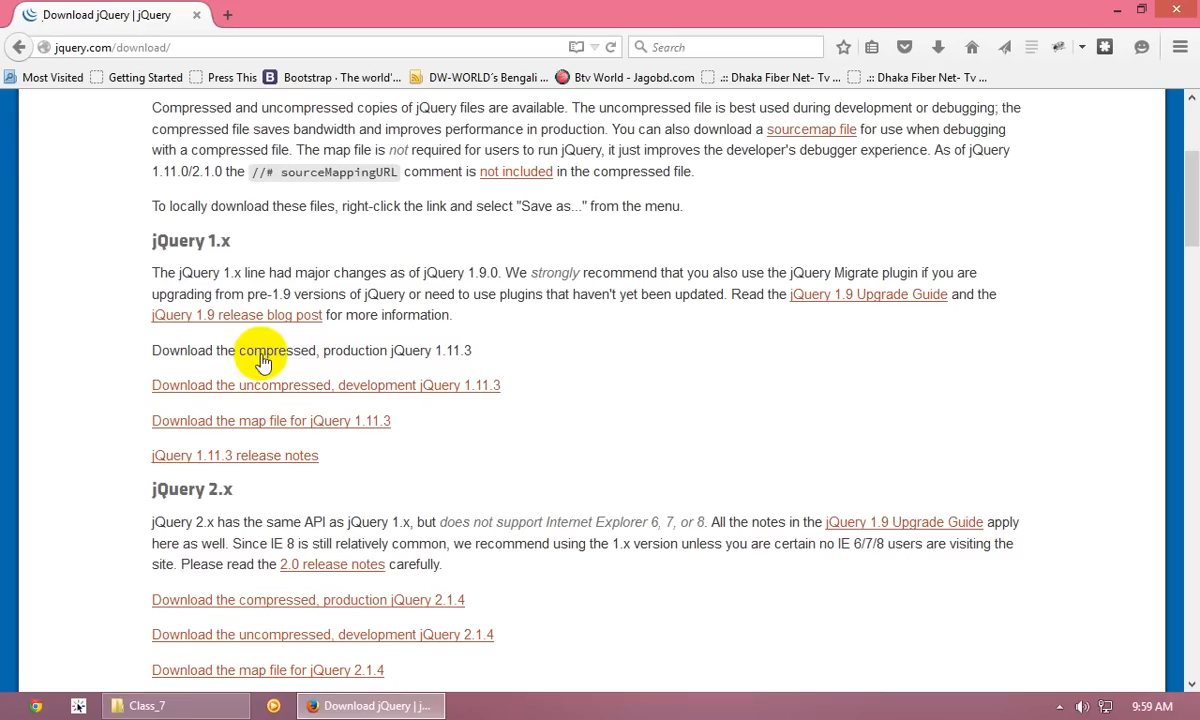 Download jQuery | jQuery
jquery.com/download/
Search
Most Visited Getting Started Press This Bootstrap · The world'... DW-WORLD´s Bengali ... Btv World - Jagobd.com .:: Dhaka Fiber Net- Tv ... .:: Dhaka Fiber Net- Tv ...
Compressed and uncompressed copies of jQuery files are available. The uncompressed file is best used during development or debugging; the
compressed file saves bandwidth and improves performance in production. You can also download a sourcemap file for use when debugging
with a compressed file. The map file is not required for users to run jQuery, it just improves the developer's debugger experience. As of jQuery
1.11.0/2.1.0 the //# sourceMappingURL comment is not included in the compressed file.
To locally download these files, right-click the link and select "Save as..." from the menu.
jQuery 1.x
The jQuery 1.x line had major changes as of jQuery 1.9.0. We strongly recommend that you also use the jQuery Migrate plugin if you are
upgrading from pre-1.9 versions of jQuery or need to use plugins that haven't yet been updated. Read the jQuery 1.9 Upgrade Guide and the
jQuery 1.9 release blog post for more information.
Download the compressed, production jQuery 1.11.3
Download the uncompressed, development jQuery 1.11.3
Download the map file for jQuery 1.11.3
jQuery 1.11.3 release notes
jQuery 2.x
jQuery 2.x has the same API as jQuery 1.x, but does not support Internet Explorer 6, 7, or 8. All the notes in the jQuery 1.9 Upgrade Guide apply
here as well. Since IE 8 is still relatively common, we recommend using the 1.x version unless you are certain no IE 6/7/8 users are visiting the
site. Please read the 2.0 release notes carefully.
Download the compressed, production jQuery 2.1.4
Download the uncompressed, development jQuery 2.1.4
Download the map file for jQuery 2.1.4
Class_7 Download jQuery | j... 9:59 AM